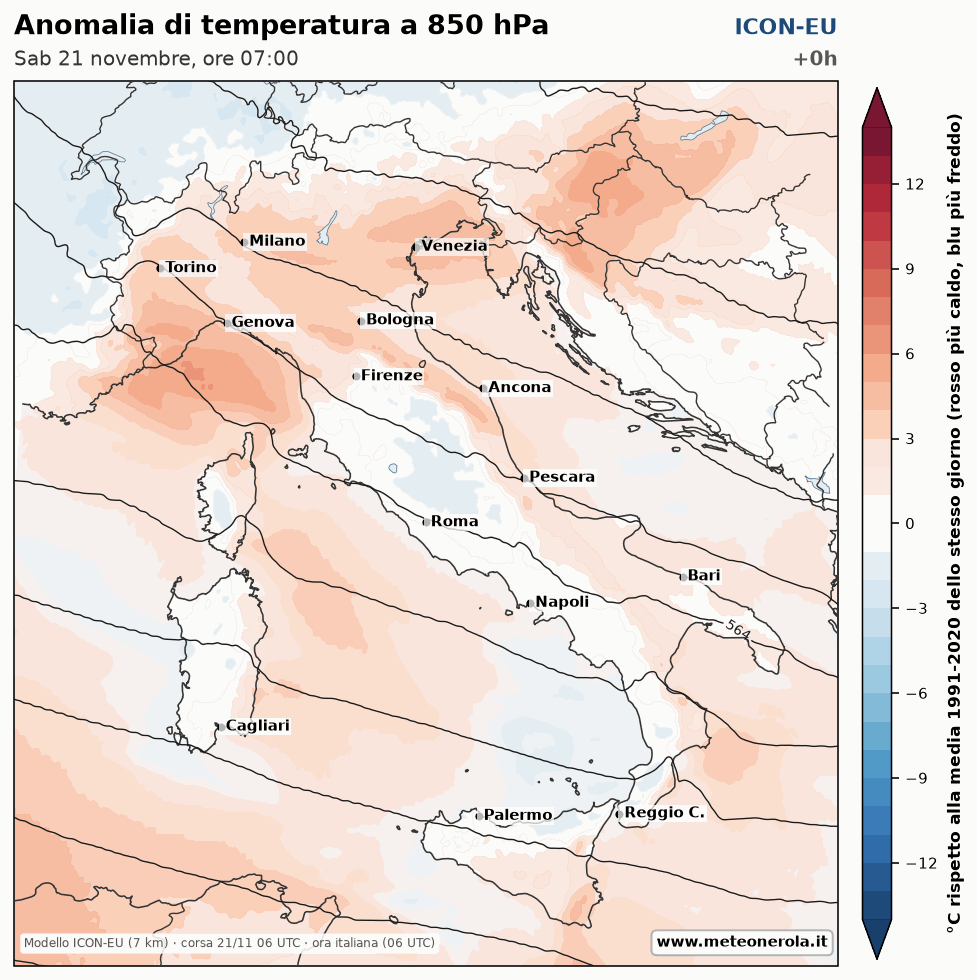 Anomalia di temperatura a 850 hPa
ICON-EU
Sab 21 novembre, ore 07:00
+0h
Milano
Venezia
Torino
Genova
Bologna
Firenze
Ancona
Pescara
Roma
Bari
Napoli
564
Cagliari
Palermo
Reggio C.
12
9
6
3
0
−3
−6
−9
−12
°C rispetto alla media 1991-2020 dello stesso giorno (rosso più caldo, blu più freddo)
Modello ICON-EU (7 km) · corsa 21/11 06 UTC · ora italiana (06 UTC)
www.meteonerola.it